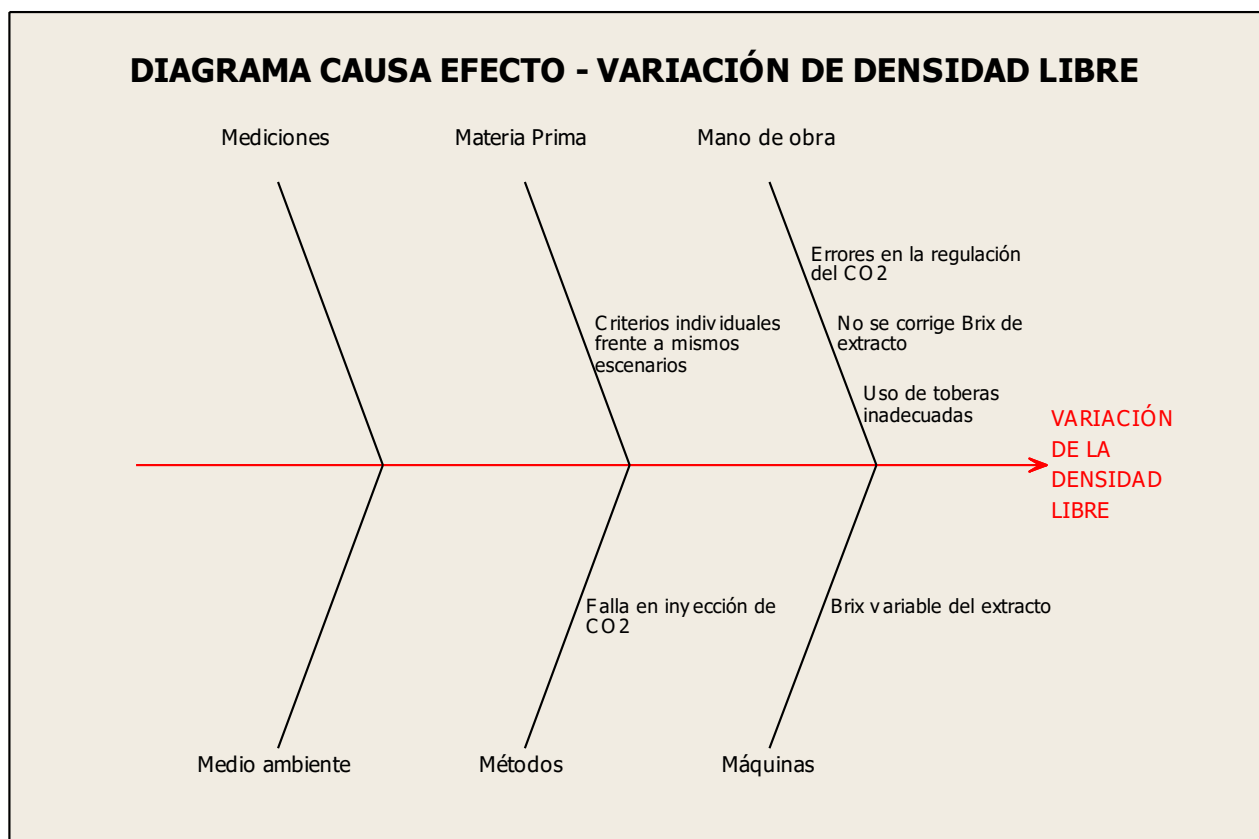 DIAGRAMA CAUSA EFECTO - VARIACIÓN DE DENSIDAD LIBRE
Mediciones
Materia Prima
Mano de obra
Errores en la regulación
del CO2
Criterios individuales
frente a mismos
escenarios
No se corrige Brix de
extracto
Uso de toberas
inadecuadas
VARIACIÓN
DE LA
DENSIDAD
LIBRE
Falla en inyección de
CO2
Brix variable del extracto
Medio ambiente
Métodos
Máquinas